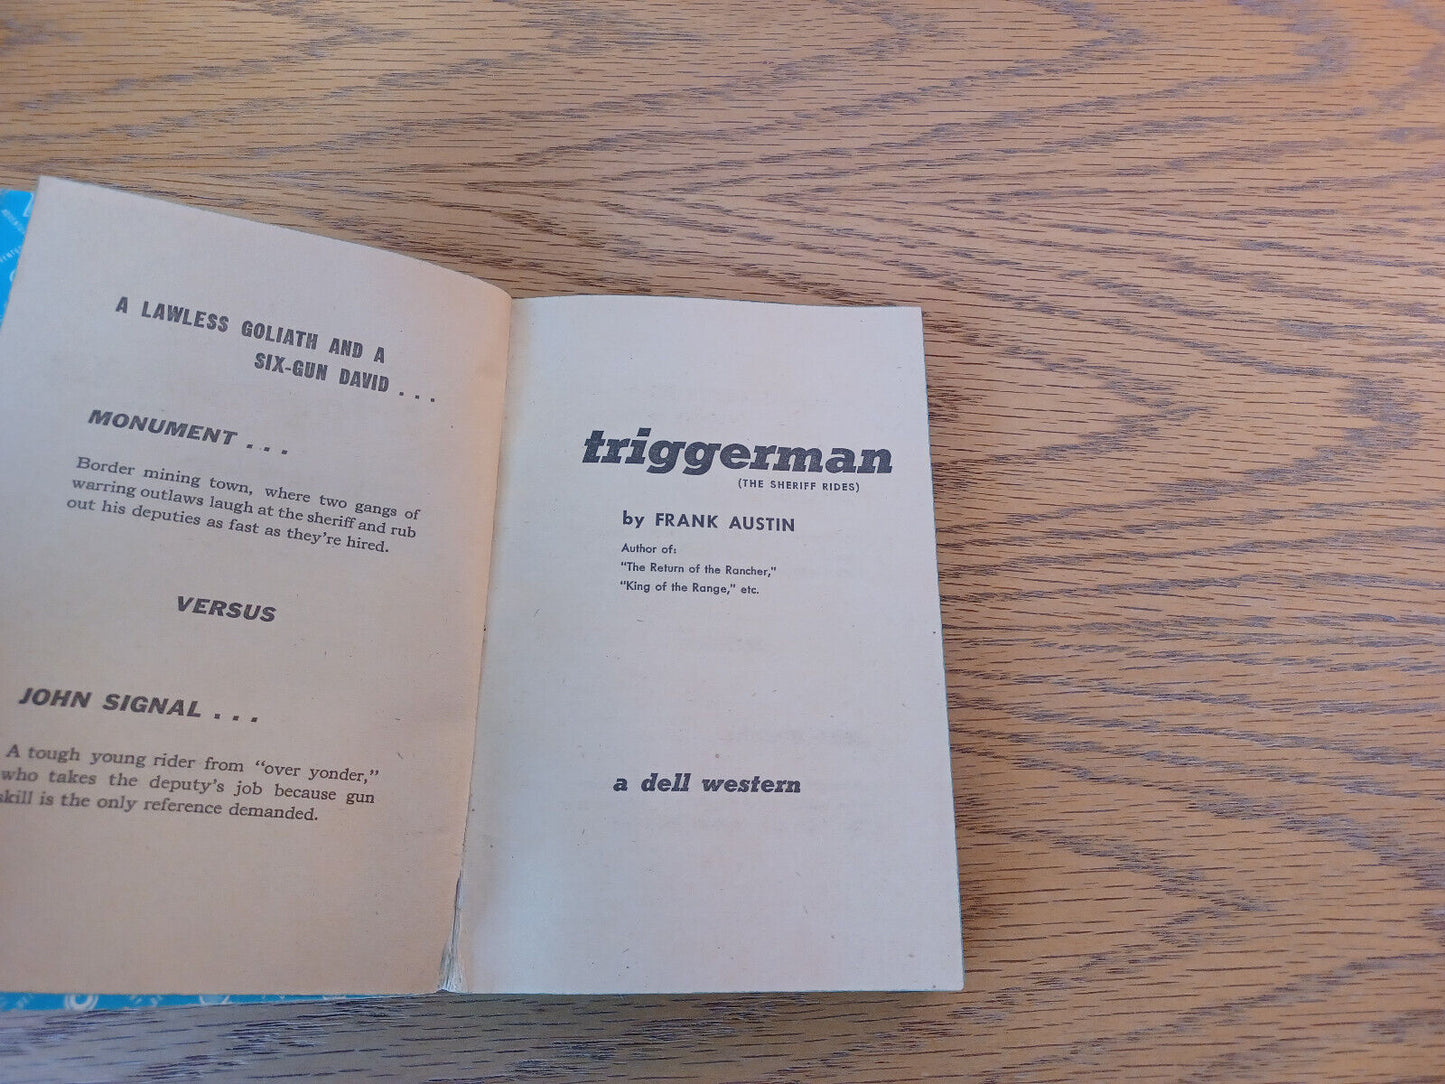 A LAWLESS GOLIATH AND A
SIX-GUN DAVID . . .
MONUMENT . . .
Border mining town, where two gangs of
warring outlaws laugh at the sheriff and rub
out his deputies as fast as they're hired.
VERSUS
JOHN SIGNAL . . .
A tough young rider from "over yonder,"
who takes the deputy's job because gun
skill is the only reference demanded.
triggerman
(THE SHERIFF RIDES)
by FRANK AUSTIN
Author of:
"The Return of the Rancher,"
"King of the Range," etc.
a dell western